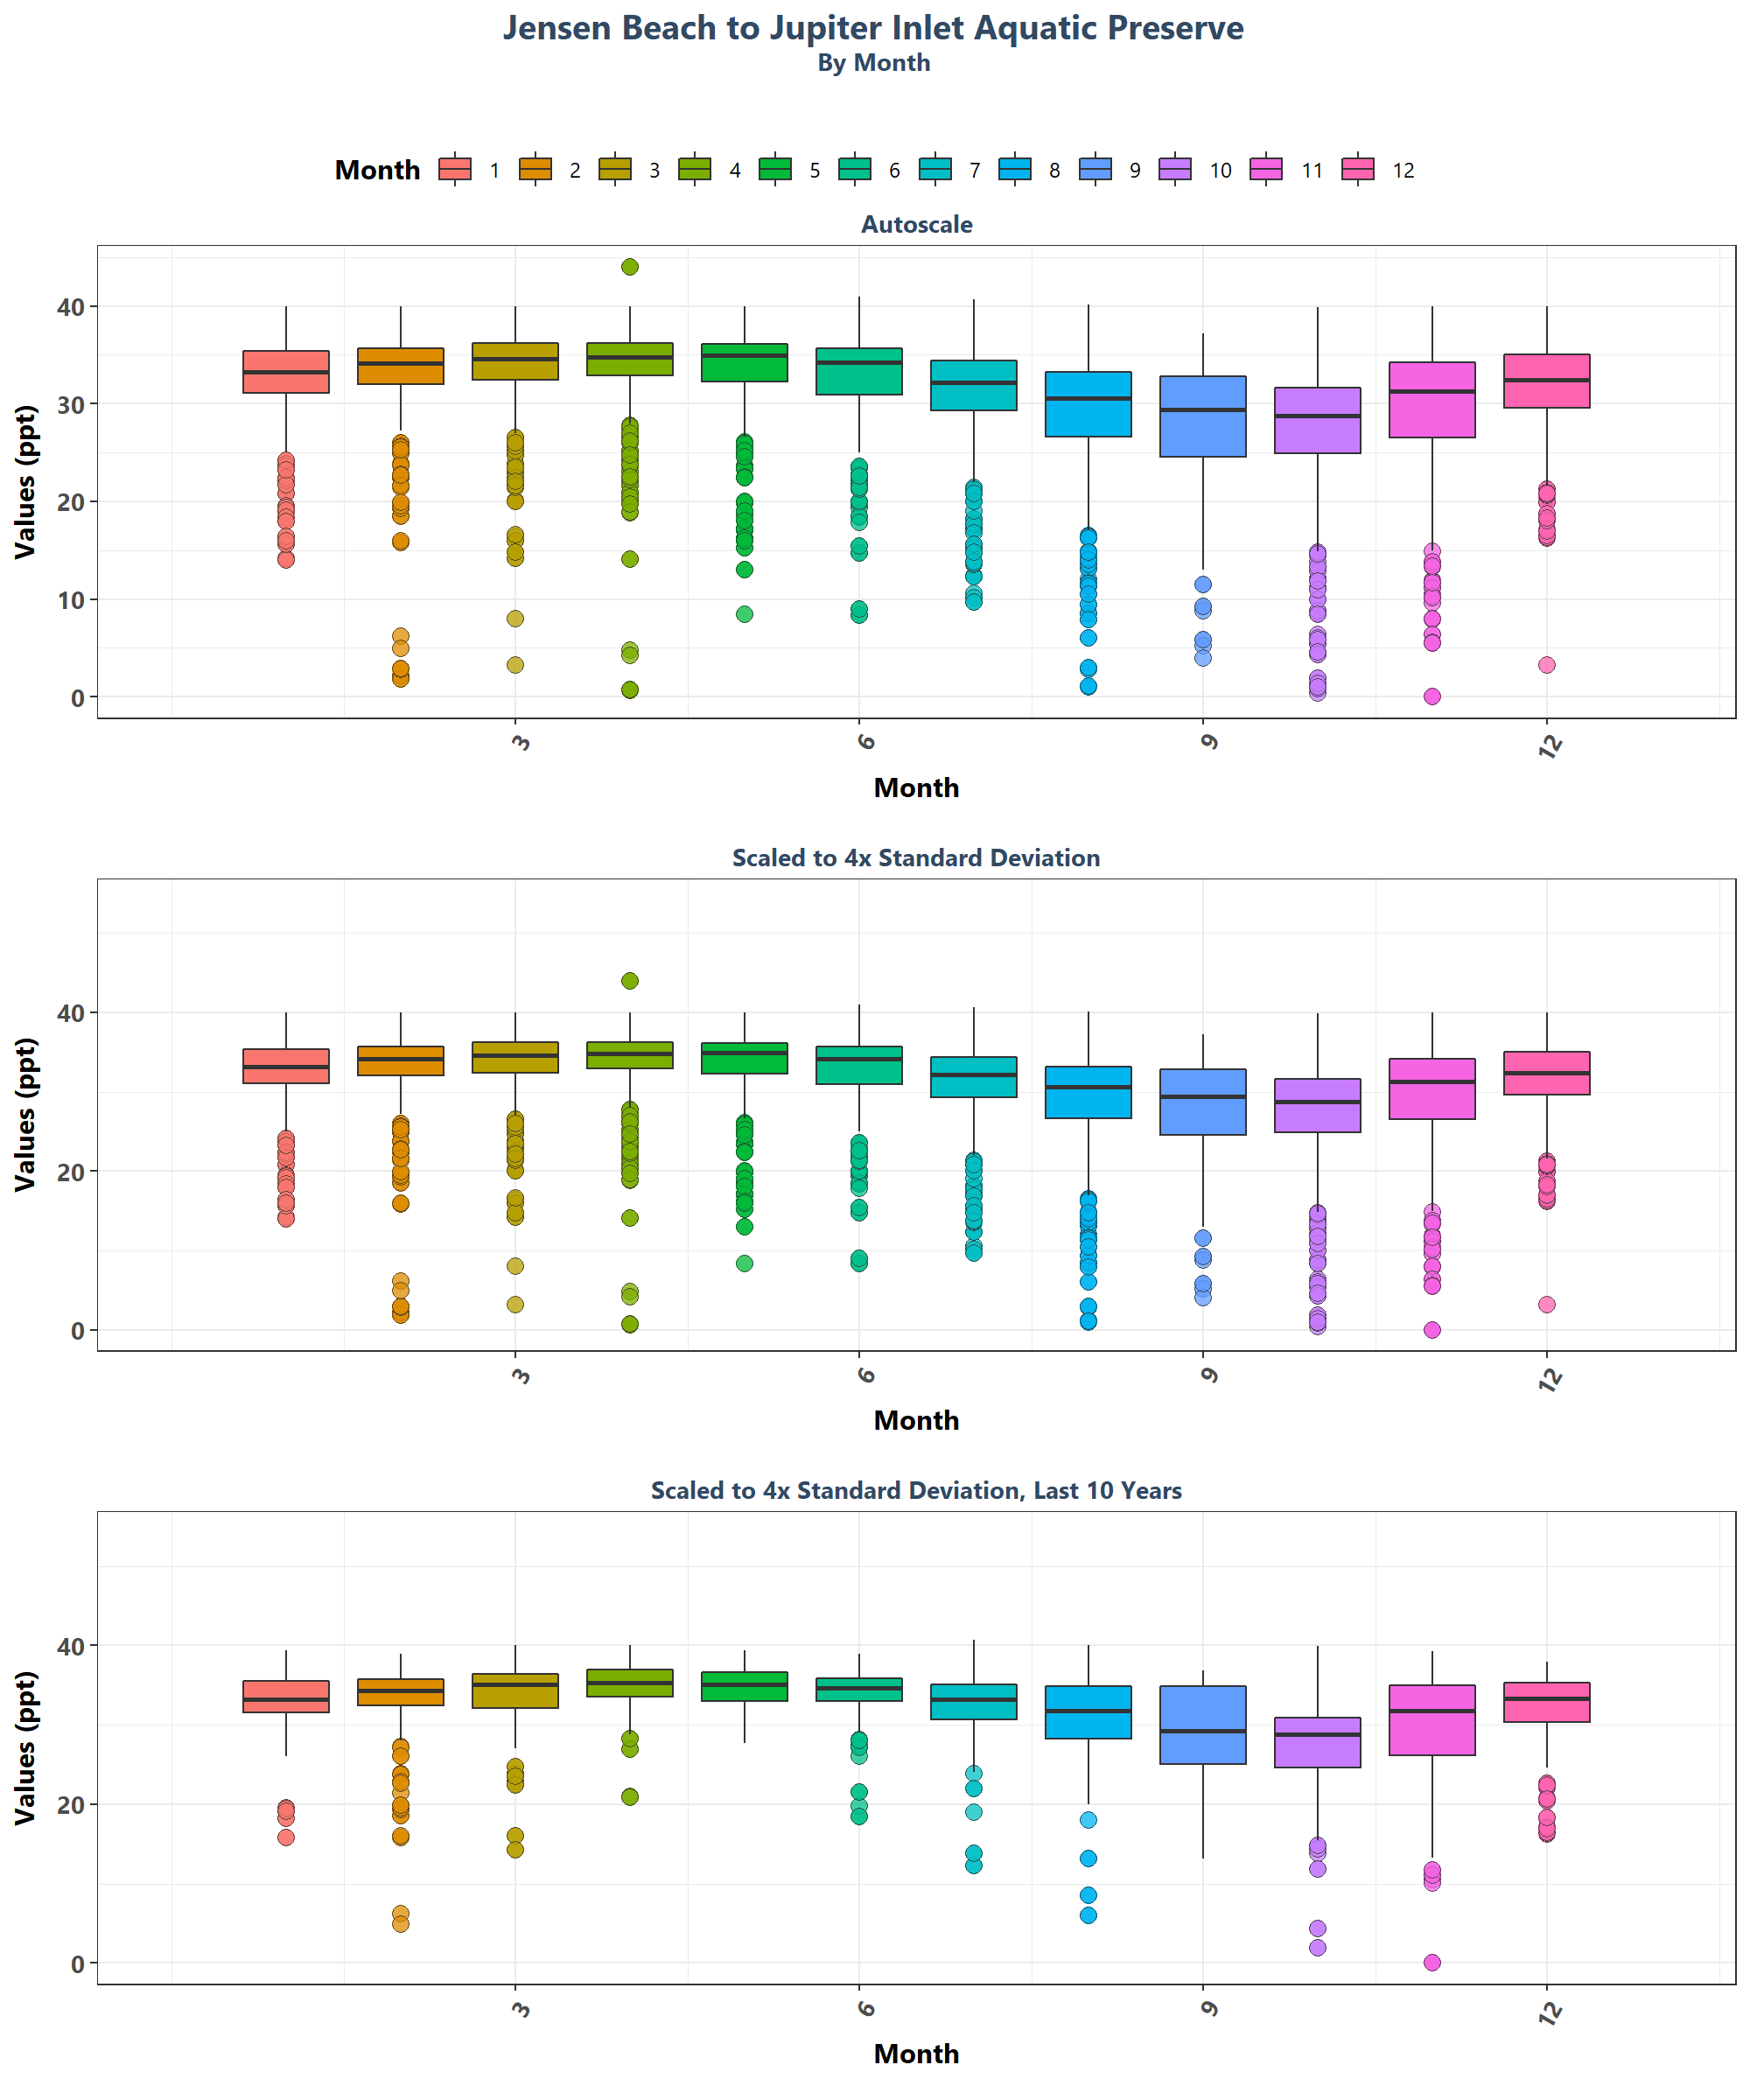 Jensen Beach to Jupiter Inlet Aquatic Preserve
By Month
Month 1 2 3 4 5 6 7 8 9 10 11 12
Autoscale
Values (ppt)
40
30
20
10
0
3 6 9 12
Month
Scaled to 4x Standard Deviation
Values (ppt)
40
20
0
3 6 9 12
Month
Scaled to 4x Standard Deviation, Last 10 Years
Values (ppt)
40
20
0
3 6 9 12
Month